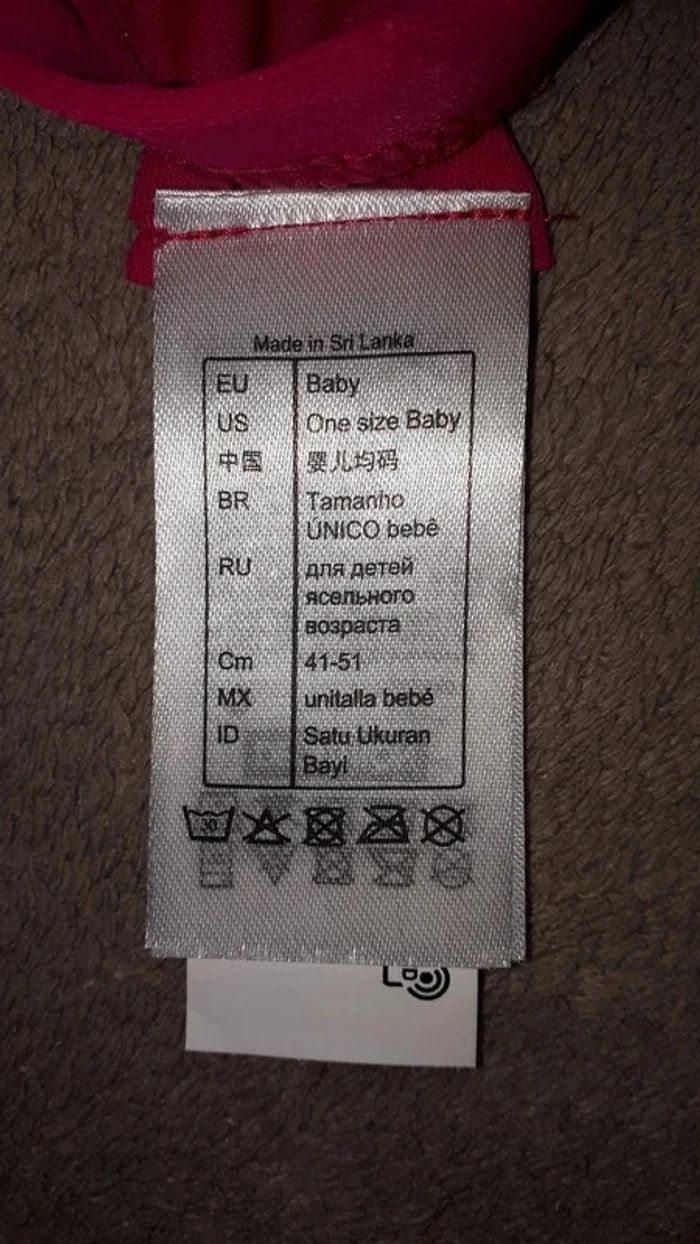 Made in Sri Lanka
EU Baby
US One size Baby
中国 婴儿均码
BR Tamanho
ÚNICO bebê
RU для детей
ясельного
возраста
Cm 41-51
MX unitalla bebé
ID Satu Ukuran
Bayi
30